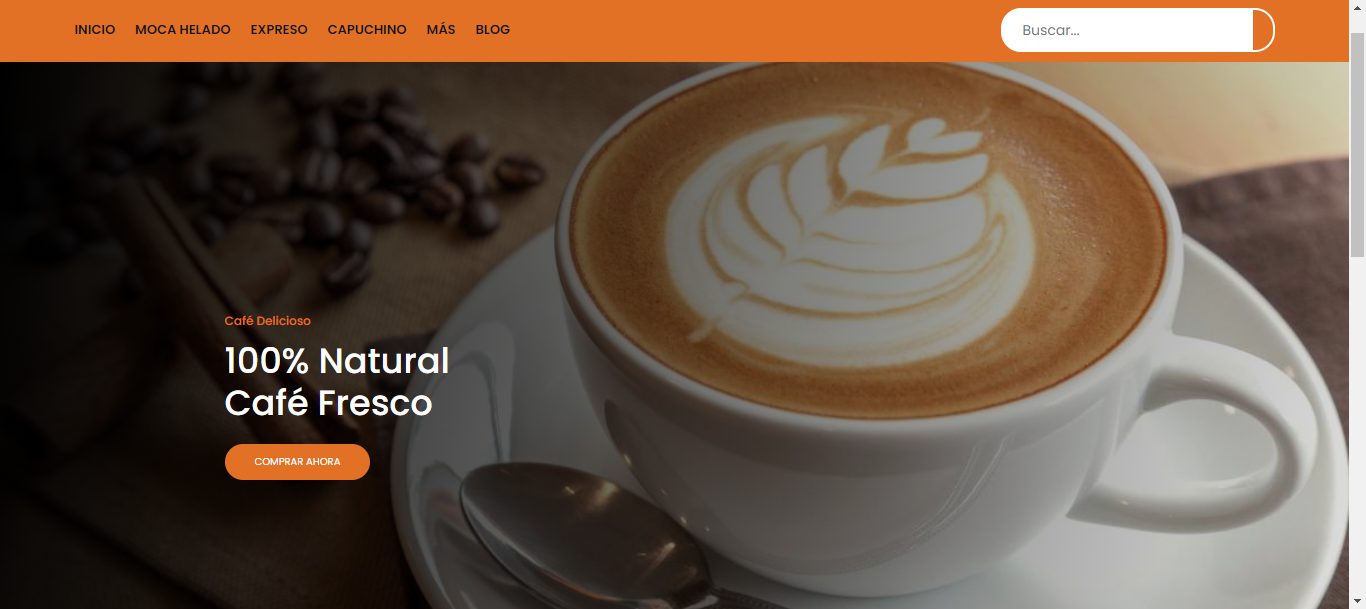 INICIO MOCA HELADO EXPRESO CAPUCHINO MÁS BLOG Buscar...
Café Delicioso
100% Natural
Café Fresco
COMPRAR AHORA